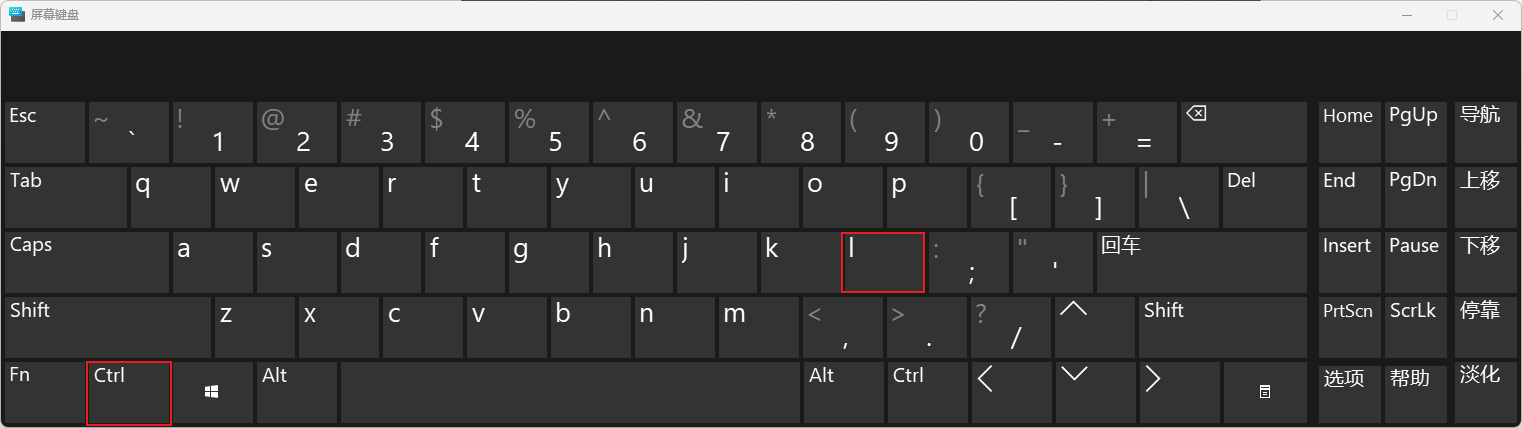 屏幕键盘
Esc ~ ` ! 1 @ 2 # 3 $ 4 % 5 ^ 6 & 7 * 8 ( 9 ) 0 _ - + = Home PgUp 导航
Tab q w e r t y u i o p { [ } ] | \ Del End PgDn 上移
Caps a s d f g h j k l : ; " ' 回车 Insert Pause 下移
Shift z x c v b n m < , > . ? / Shift PrtScn ScrLk 停靠
Fn Ctrl Alt Alt Ctrl 选项 帮助 淡化